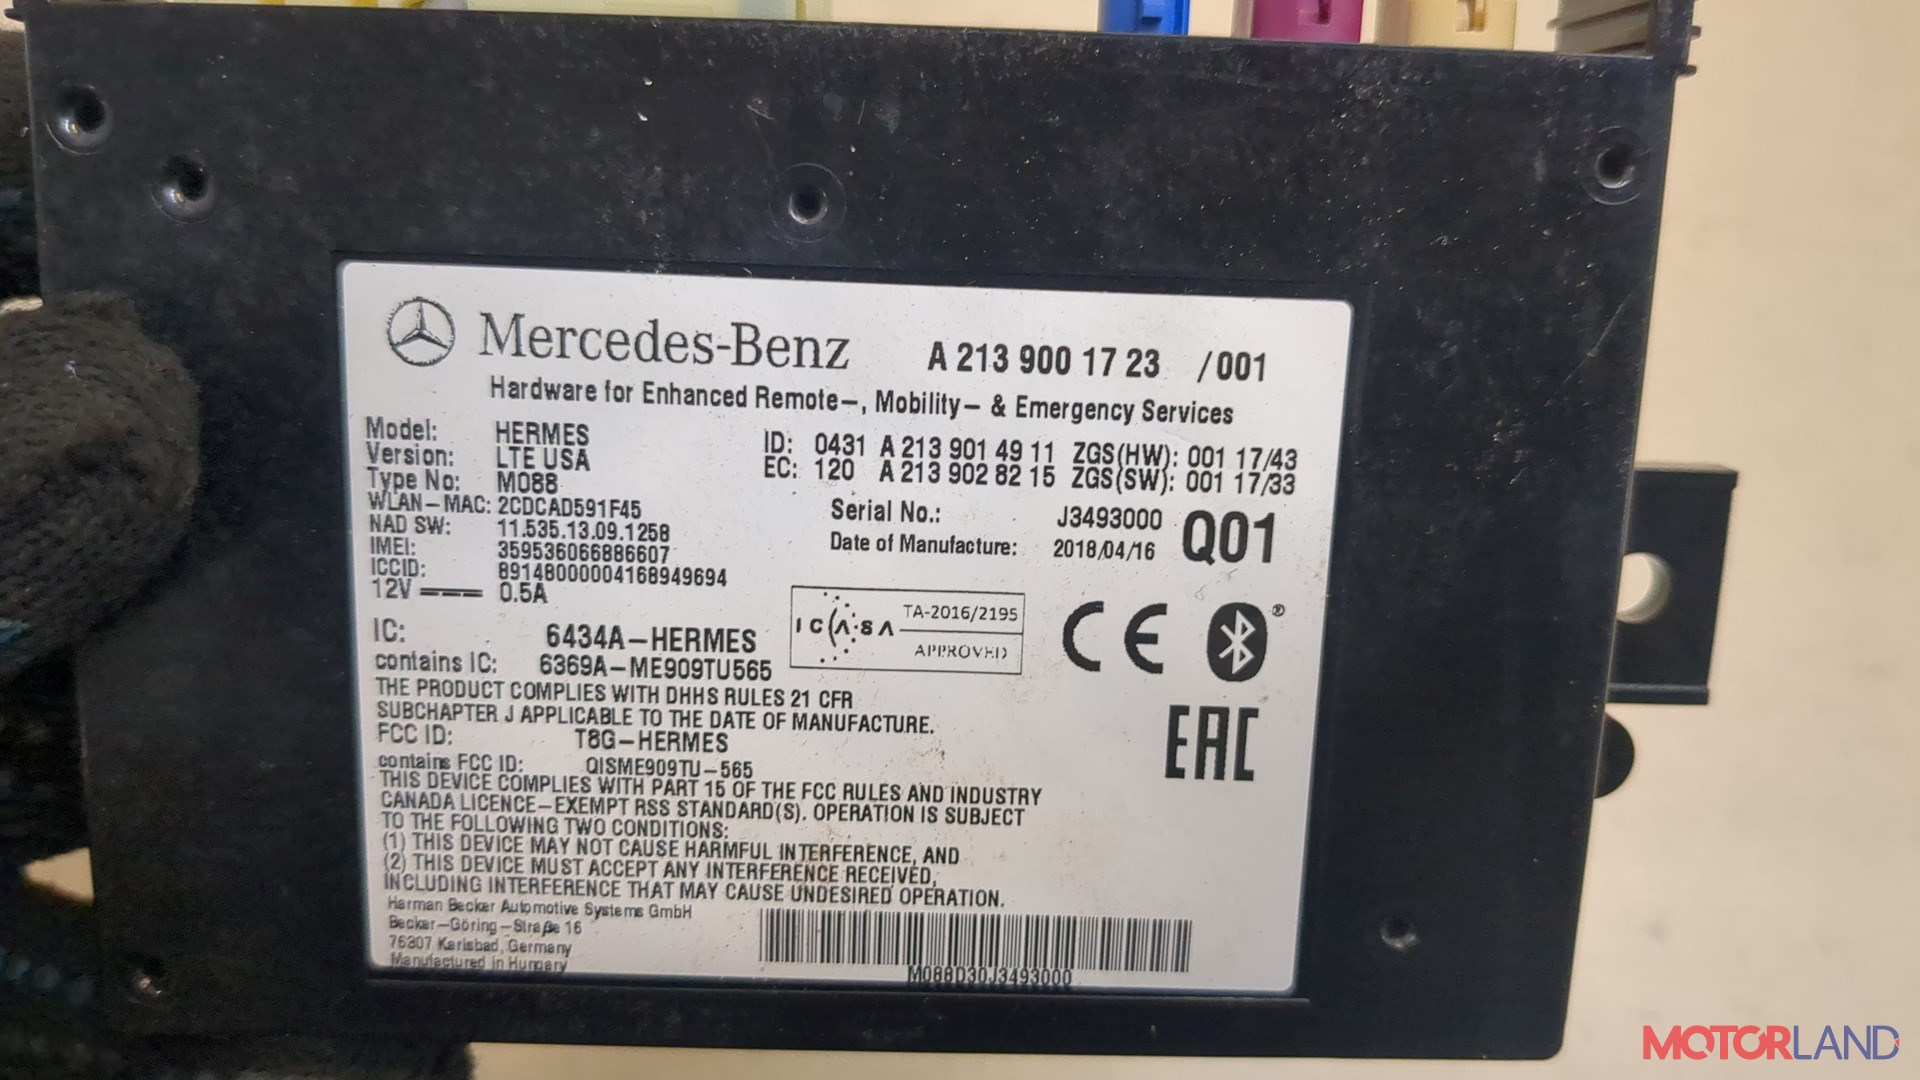 Mercedes-Benz A 213 900 17 23 /001
Hardware for Enhanced Remote-, Mobility- & Emergency Services
Model: HERMES
Version: LTE USA
Type No: M088
WLAN-MAC: 2CDCAD591F45
NAD SW: 11.535.13.09.1258
IMEI: 359536066886607
ICCID: 89148000004168949694
12V 0.5A
ID: 0431 A 213 901 49 11 ZGS(HW): 001 17/43
EC: 120 A 213 902 82 15 ZGS(SW): 001 17/33
Serial No.: J3493000
Date of Manufacture: 2018/04/16
Q01
IC: 6434A-HERMES
contains IC: 6369A-ME909TU565
ICASA TA-2016/2195
APPROVED
CE
®
EAC
THE PRODUCT COMPLIES WITH DHHS RULES 21 CFR
SUBCHAPTER J APPLICABLE TO THE DATE OF MANUFACTURE.
FCC ID: T8G-HERMES
contains FCC ID: QISME909TU-565
THIS DEVICE COMPLIES WITH PART 15 OF THE FCC RULES AND INDUSTRY
CANADA LICENCE-EXEMPT RSS STANDARD(S). OPERATION IS SUBJECT
TO THE FOLLOWING TWO CONDITIONS:
(1) THIS DEVICE MAY NOT CAUSE HARMFUL INTERFERENCE, AND
(2) THIS DEVICE MUST ACCEPT ANY INTERFERENCE RECEIVED,
INCLUDING INTERFERENCE THAT MAY CAUSE UNDESIRED OPERATION.
Harman Becker Automotive Systems GmbH
Becker-Göring-Straße 16
76307 Karlsbad, Germany
Manufactured in Hungary
M088D30J3493000
MOTORLAND